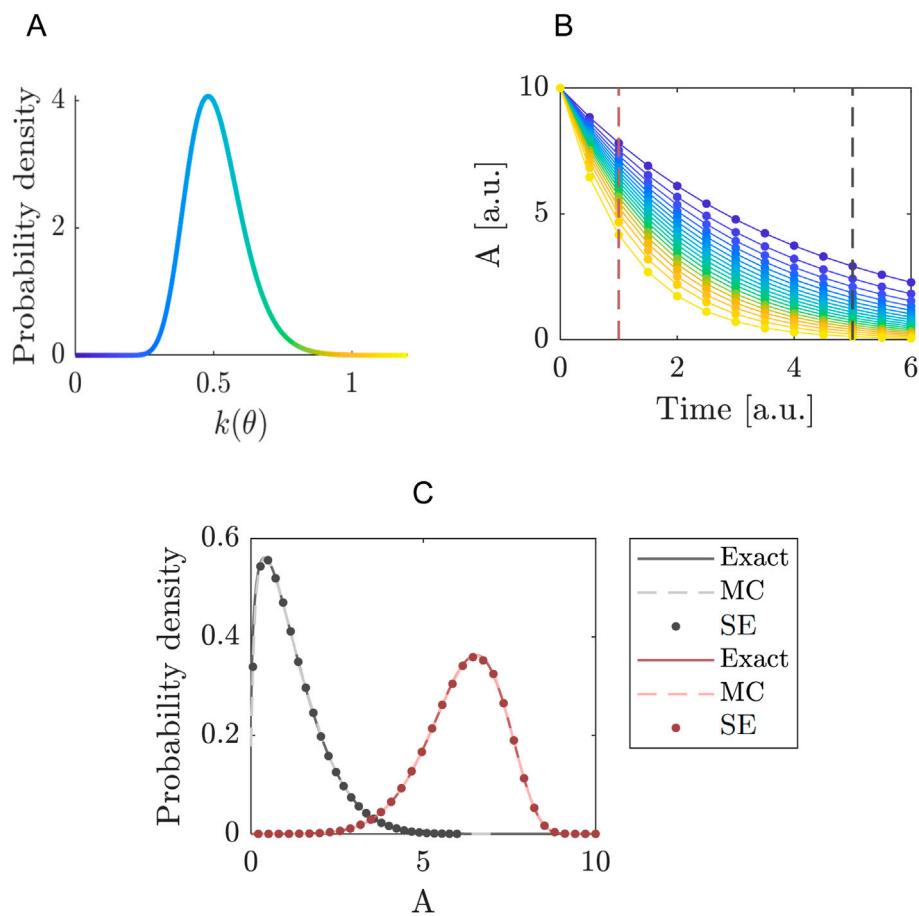 A
Probability density
4
2
0
0
0.5
1
k(θ)
B
A [a.u.]
10
5
0
0
2
4
6
Time [a.u.]
C
Probability density
0.6
0.4
0.2
0
0
5
10
A
Exact
MC
SE
Exact
MC
SE